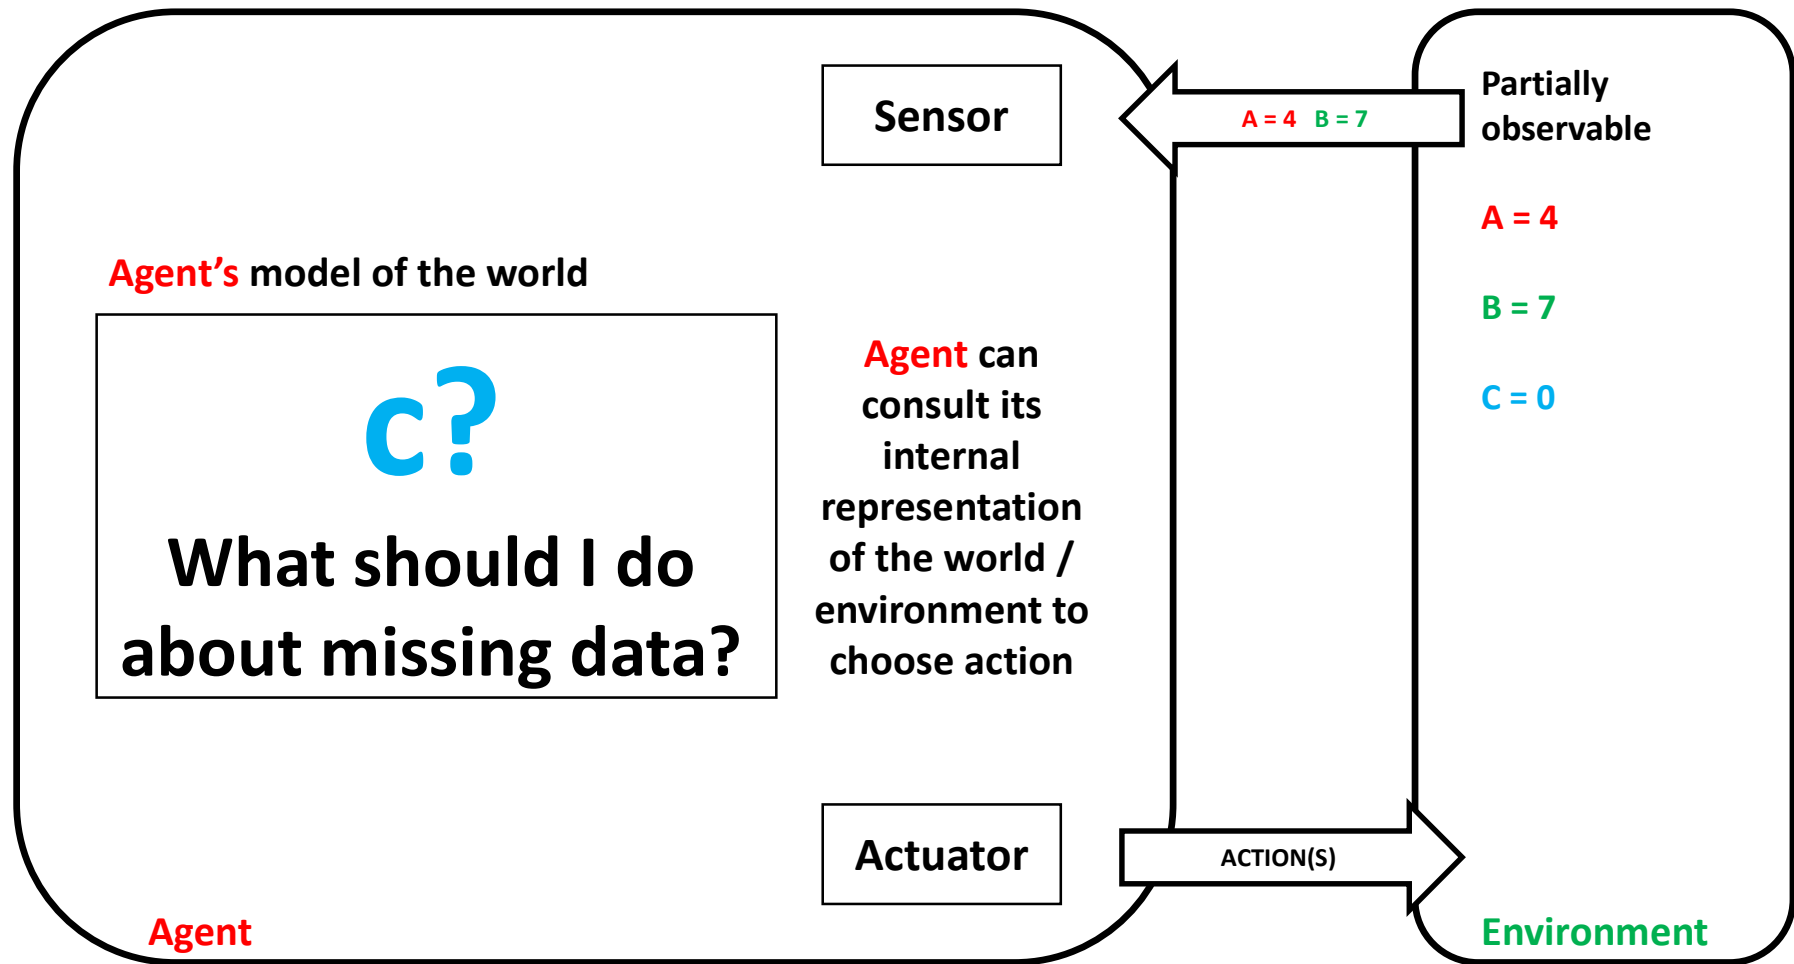 Sensor
A = 4 B = 7
Partially
observable
A = 4
B = 7
C = 0
Agent’s model of the world
c?
What should I do
about missing data?
Agent can
consult its
internal
representation
of the world /
environment to
choose action
Actuator
ACTION(S)
Agent
Environment